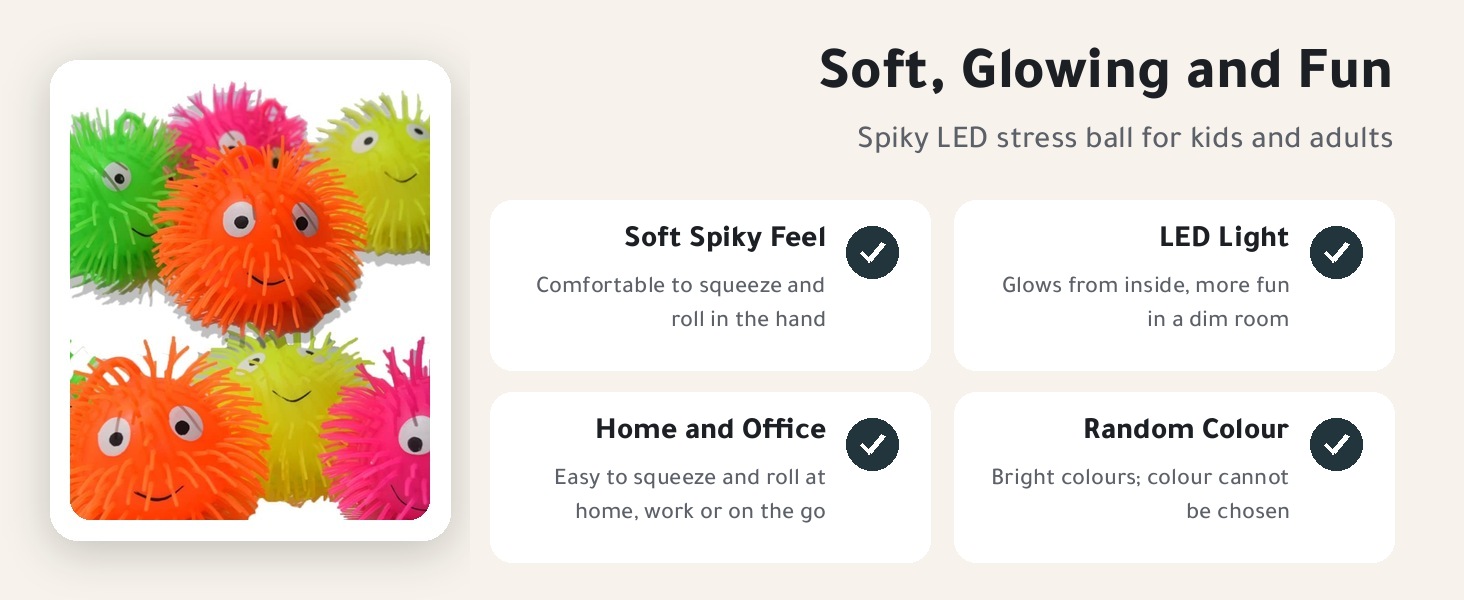 Soft, Glowing and Fun
Spiky LED stress ball for kids and adults
Soft Spiky Feel
Comfortable to squeeze and
roll in the hand
LED Light
Glows from inside, more fun
in a dim room
Home and Office
Easy to squeeze and roll at
home, work or on the go
Random Colour
Bright colours; colour cannot
be chosen